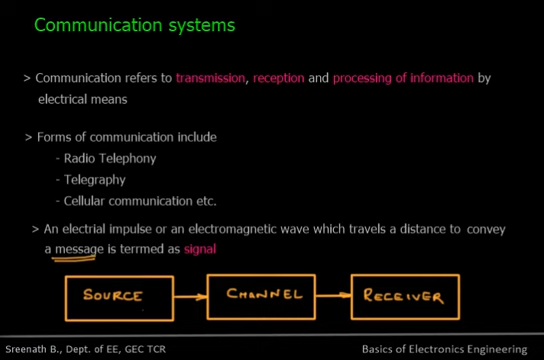 Communication systems
> Communication refers to transmission, reception and processing of information by
electrical means
> Forms of communication include
- Radio Telephony
- Telegraphy
- Cellular communication etc.
> An electrial impulse or an electromagnetic wave which travels a distance to convey
a message is terrmed as signal
SOURCE CHANNEL RECEIVER
Sreenath B., Dept. of EE, GEC TCR Basics of Electronics Engineering